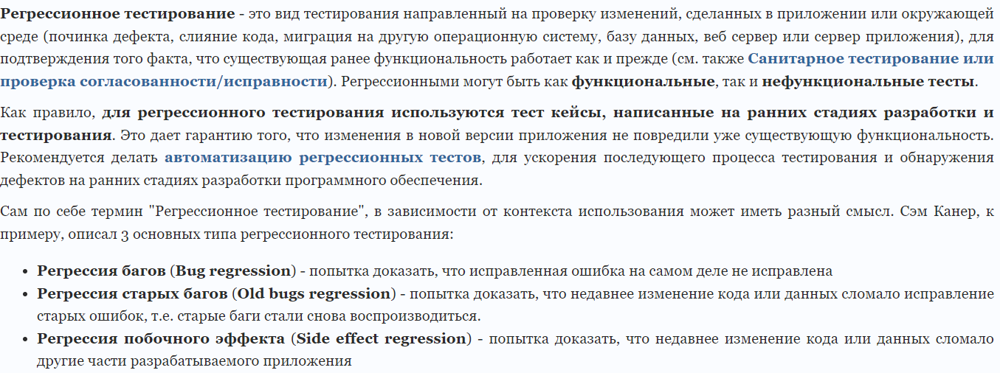 Регрессионное тестирование - это вид тестирования направленный на проверку изменений, сделанных в приложении или окружающей
среде (починка дефекта, слияние кода, миграция на другую операционную систему, базу данных, веб сервер или сервер приложения), для
подтверждения того факта, что существующая ранее функциональность работает как и прежде (см. также Санитарное тестирование или
проверка согласованности/исправности). Регрессионными могут быть как функциональные, так и нефункциональные тесты.
Как правило, для регрессионного тестирования используются тест кейсы, написанные на ранних стадиях разработки и
тестирования. Это дает гарантию того, что изменения в новой версии приложения не повредили уже существующую функциональность.
Рекомендуется делать автоматизацию регрессионных тестов, для ускорения последующего процесса тестирования и обнаружения
дефектов на ранних стадиях разработки программного обеспечения.
Сам по себе термин "Регрессионное тестирование", в зависимости от контекста использования может иметь разный смысл. Сэм Канер, к
примеру, описал 3 основных типа регрессионного тестирования:
• Регрессия багов (Bug regression) - попытка доказать, что исправленная ошибка на самом деле не исправлена
• Регрессия старых багов (Old bugs regression) - попытка доказать, что недавнее изменение кода или данных сломало исправление
старых ошибок, т.е. старые баги стали снова воспроизводиться.
• Регрессия побочного эффекта (Side effect regression) - попытка доказать, что недавнее изменение кода или данных сломало
другие части разрабатываемого приложения